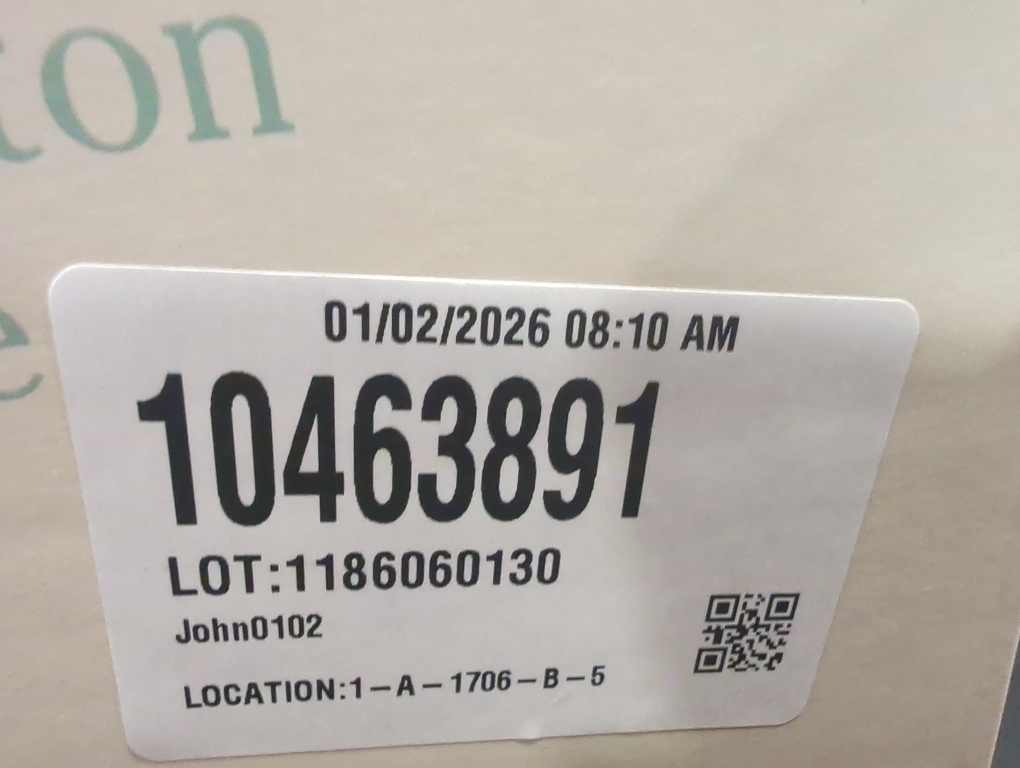 ton
e
01/02/2026 08:10 AM
10463891
LOT:1186060130
John0102
LOCATION:1-A-1706-B-5